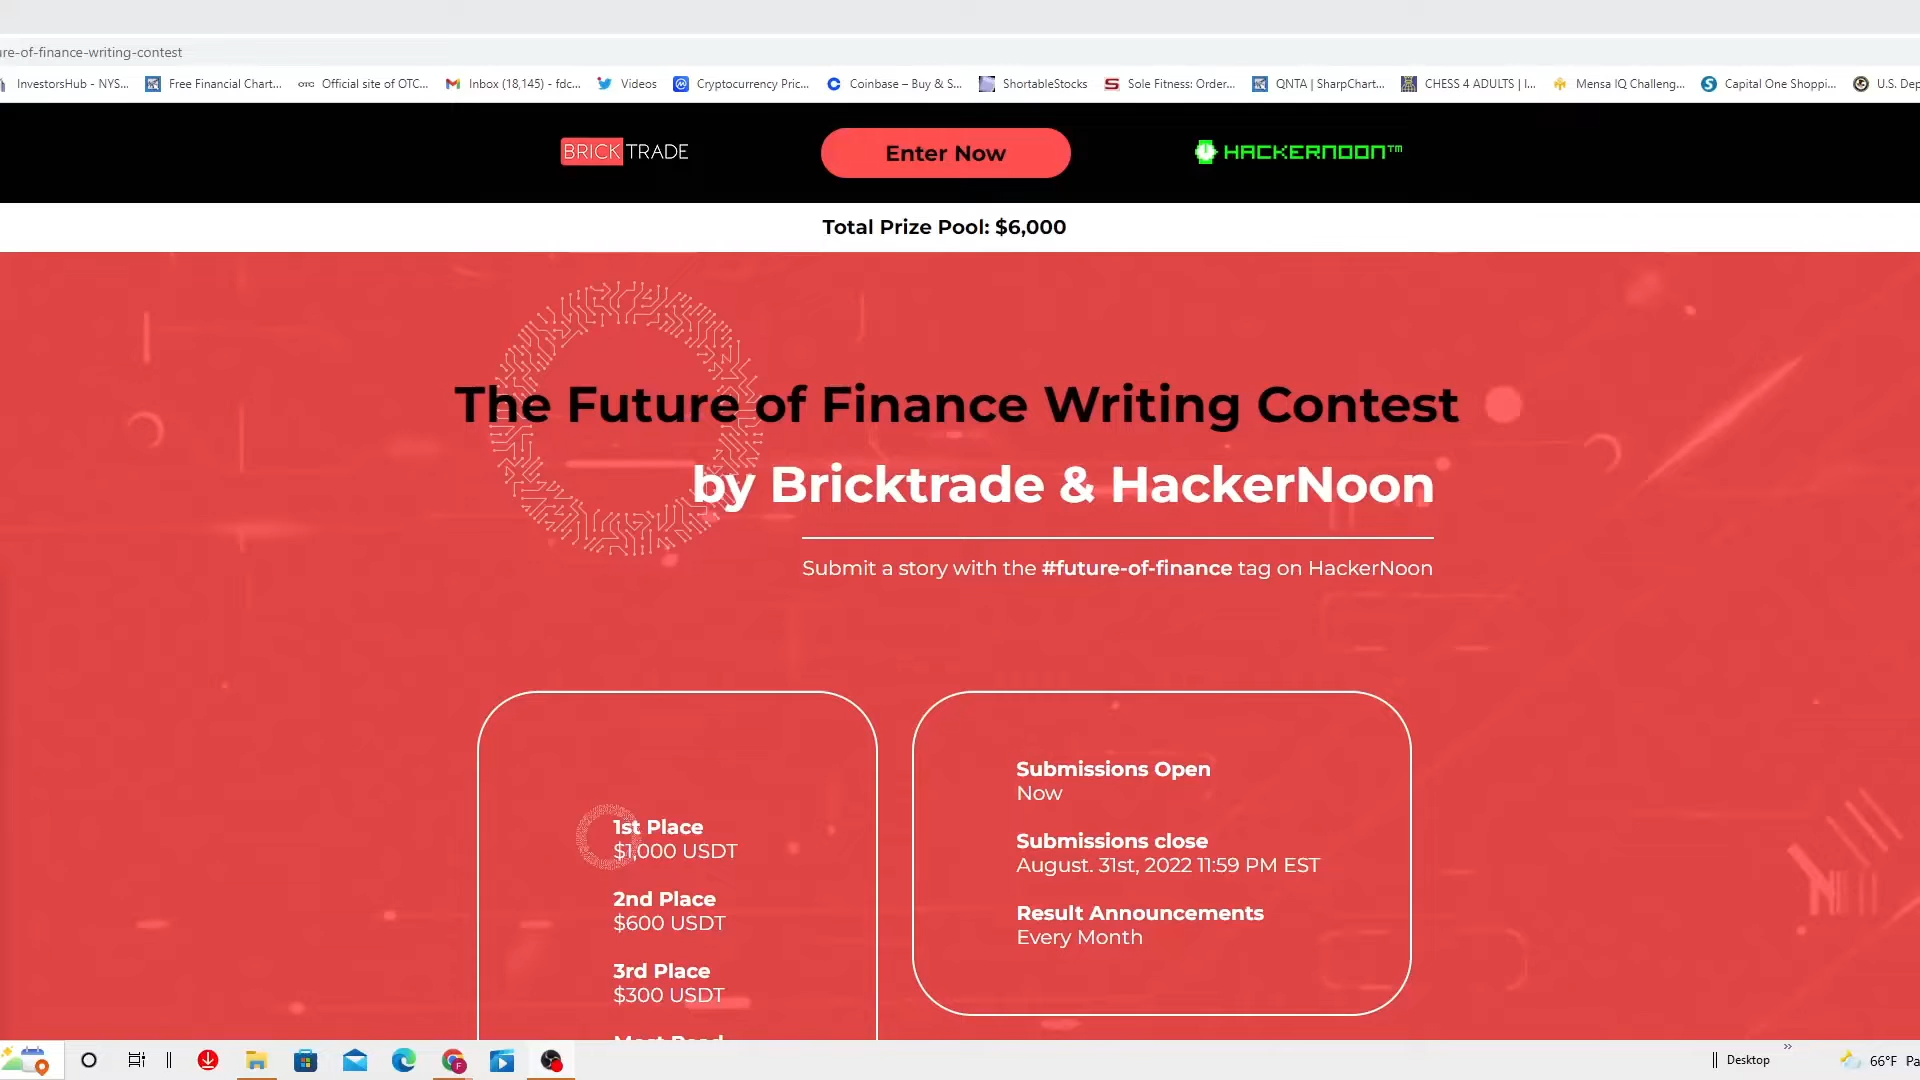 re-of-finance-writing-contest
InvestorsHub - NYS... Free Financial Chart... OTC Official site of OTC... Inbox (18,145) - fdc... Videos Cryptocurrency Pric... Coinbase – Buy & S... ShortableStocks Sole Fitness: Order... QNTA | SharpChart... CHESS 4 ADULTS | I... Mensa IQ Challeng... Capital One Shoppi... U.S. Dep
BRICKTRADE Enter Now HACKERNOON™
Total Prize Pool: $6,000
The Future of Finance Writing Contest
by Bricktrade & HackerNoon
Submit a story with the #future-of-finance tag on HackerNoon
1st Place
$1,000 USDT
2nd Place
$600 USDT
3rd Place
$300 USDT
Most Read
Submissions Open
Now
Submissions close
August. 31st, 2022 11:59 PM EST
Result Announcements
Every Month
Desktop
66°F Pa